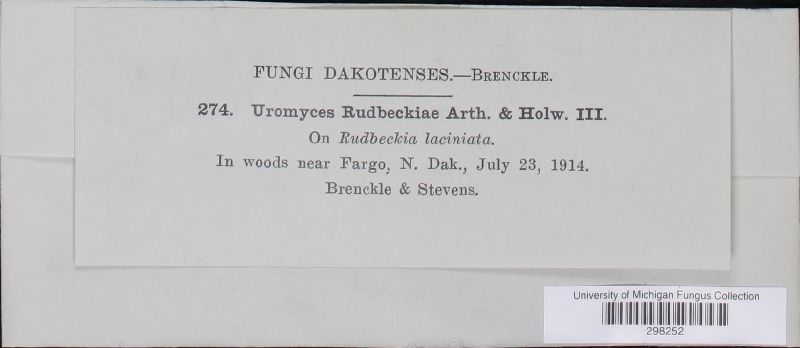 FUNGI DAKOTENSES.—BRENCKLE.
274. Uromyces Rudbeckiae Arth. & Holw. III.
On Rudbeckia laciniata.
In woods near Fargo, N. Dak., July 23, 1914.
Brenckle & Stevens.
University of Michigan Fungus Collection
298252